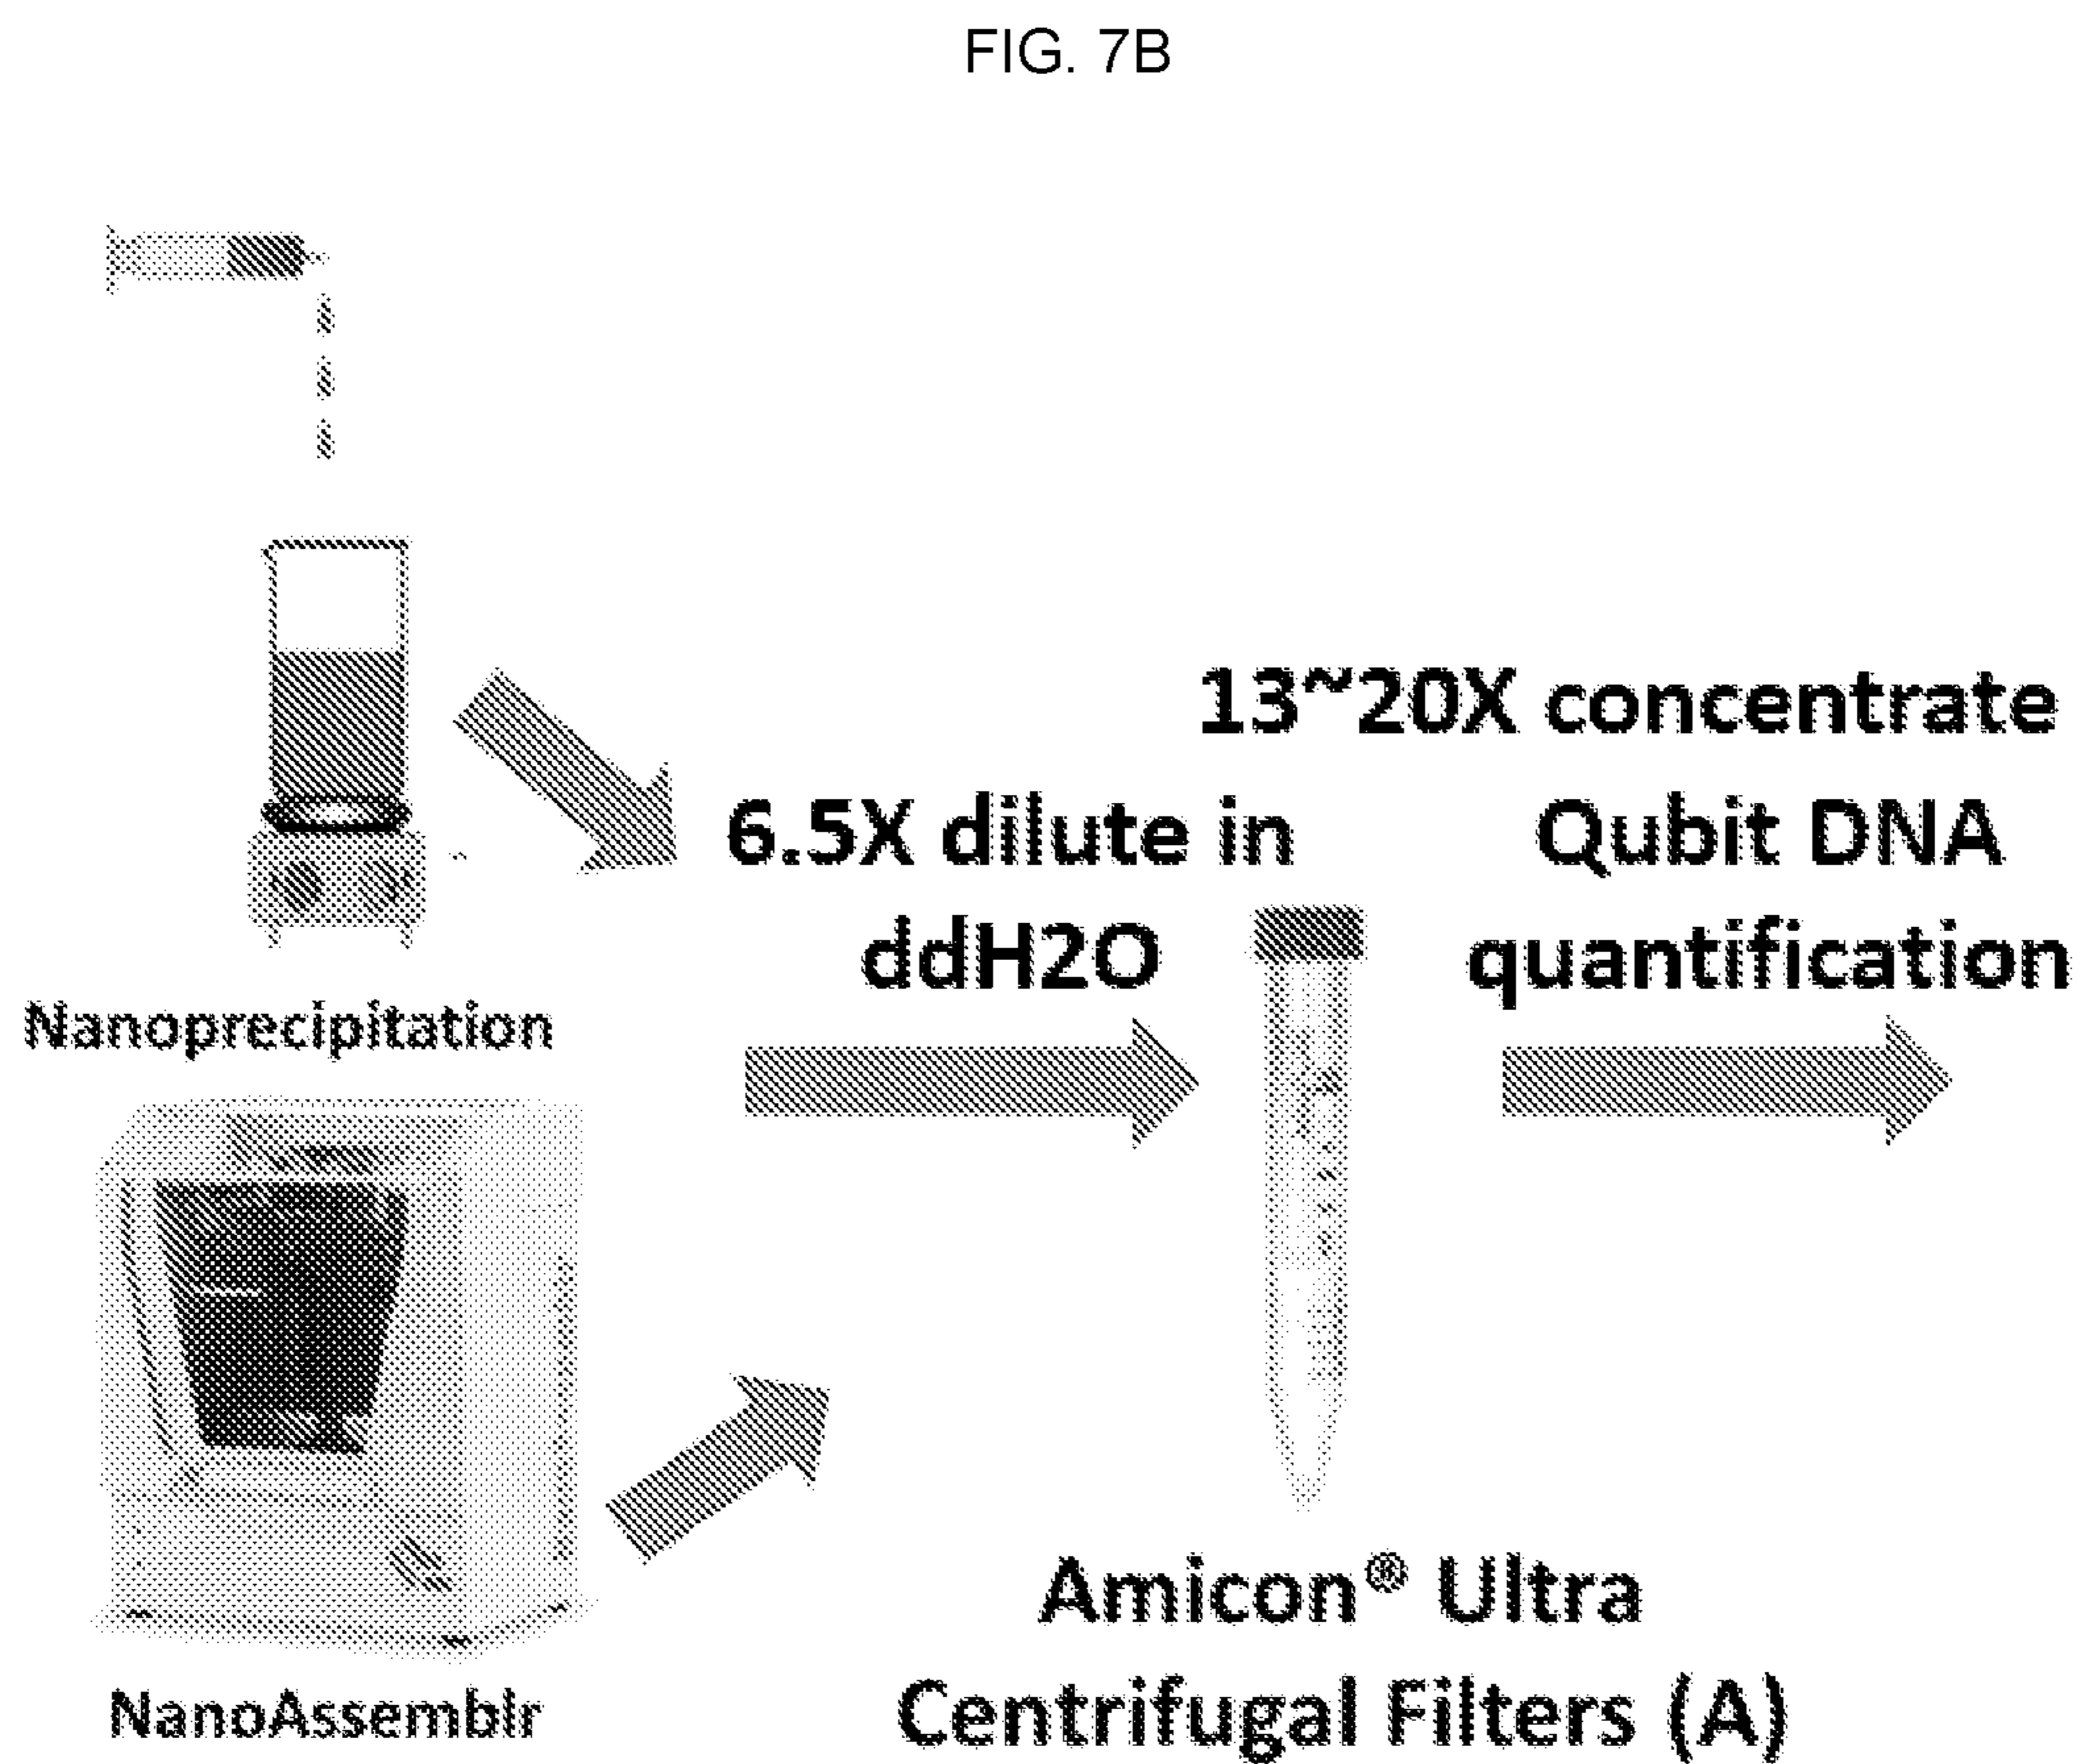 FIG. 7B
13~20X concentrate
6.5X dilute in
ddH2O
Qubit DNA
quantification
Nanoprecipitation
Amicon® Ultra
Centrifugal Filters (A)
NanoAssemblr